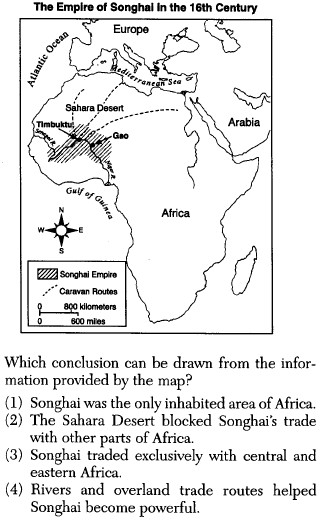 The Empire of Songhai in the 16th Century
Europe
Atlantic Ocean
Mediterranean Sea
Sahara Desert
Timbuktu
Gao
Arabia
Senegal R.
Niger R.
Gulf of Guinea
Africa
N
W
E
S
Songhai Empire
Caravan Routes
0 800 kilometers
0 600 miles
Which conclusion can be drawn from the infor-
mation provided by the map?
(1) Songhai was the only inhabited area of Africa.
(2) The Sahara Desert blocked Songhai's trade
with other parts of Africa.
(3) Songhai traded exclusively with central and
eastern Africa.
(4) Rivers and overland trade routes helped
Songhai become powerful.